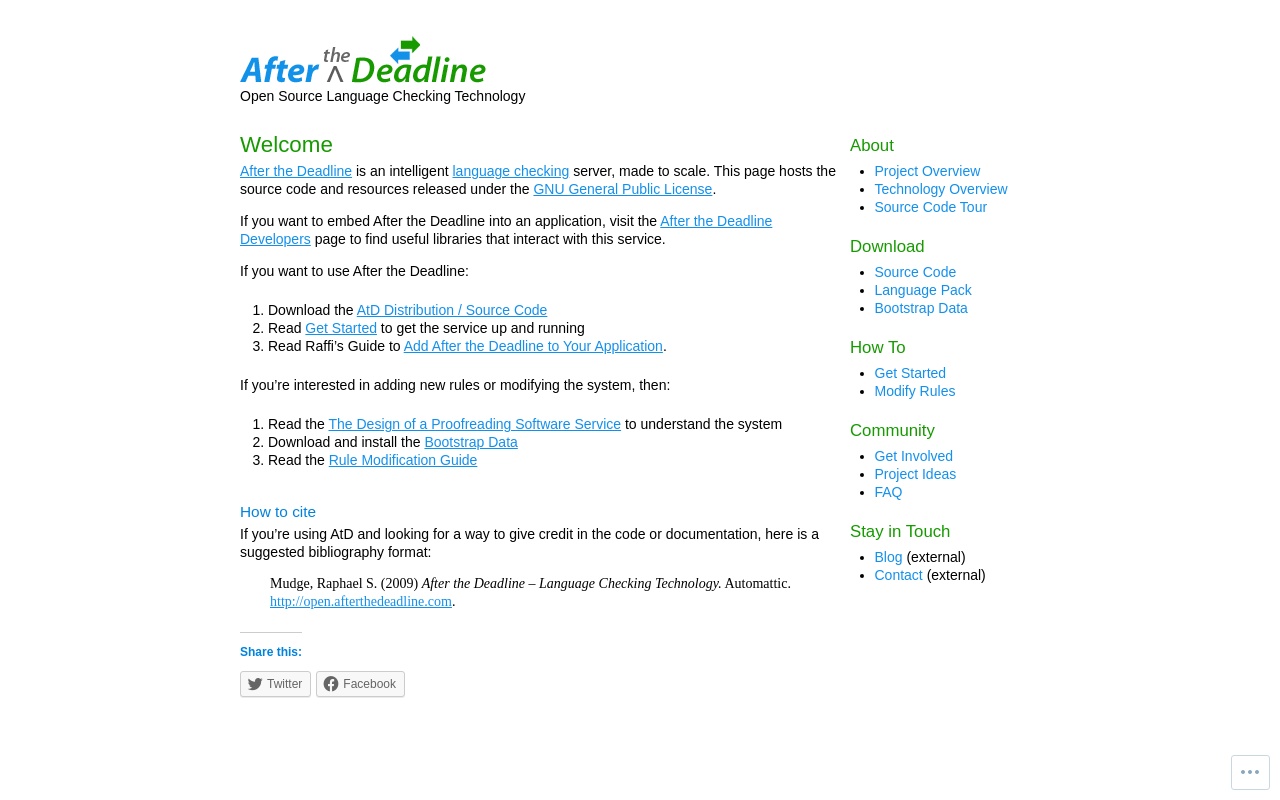 After the Deadline
Open Source Language Checking Technology
Welcome
After the Deadline is an intelligent language checking server, made to scale. This page hosts the
source code and resources released under the GNU General Public License.
If you want to embed After the Deadline into an application, visit the After the Deadline
Developers page to find useful libraries that interact with this service.
If you want to use After the Deadline:
1. Download the AtD Distribution / Source Code
2. Read Get Started to get the service up and running
3. Read Raffi’s Guide to Add After the Deadline to Your Application.
If you’re interested in adding new rules or modifying the system, then:
1. Read the The Design of a Proofreading Software Service to understand the system
2. Download and install the Bootstrap Data
3. Read the Rule Modification Guide
How to cite
If you’re using AtD and looking for a way to give credit in the code or documentation, here is a
suggested bibliography format:
Mudge, Raphael S. (2009) After the Deadline – Language Checking Technology. Automattic.
http://open.afterthedeadline.com.
Share this:
Twitter
Facebook
About
Project Overview
Technology Overview
Source Code Tour
Download
Source Code
Language Pack
Bootstrap Data
How To
Get Started
Modify Rules
Community
Get Involved
Project Ideas
FAQ
Stay in Touch
Blog (external)
Contact (external)